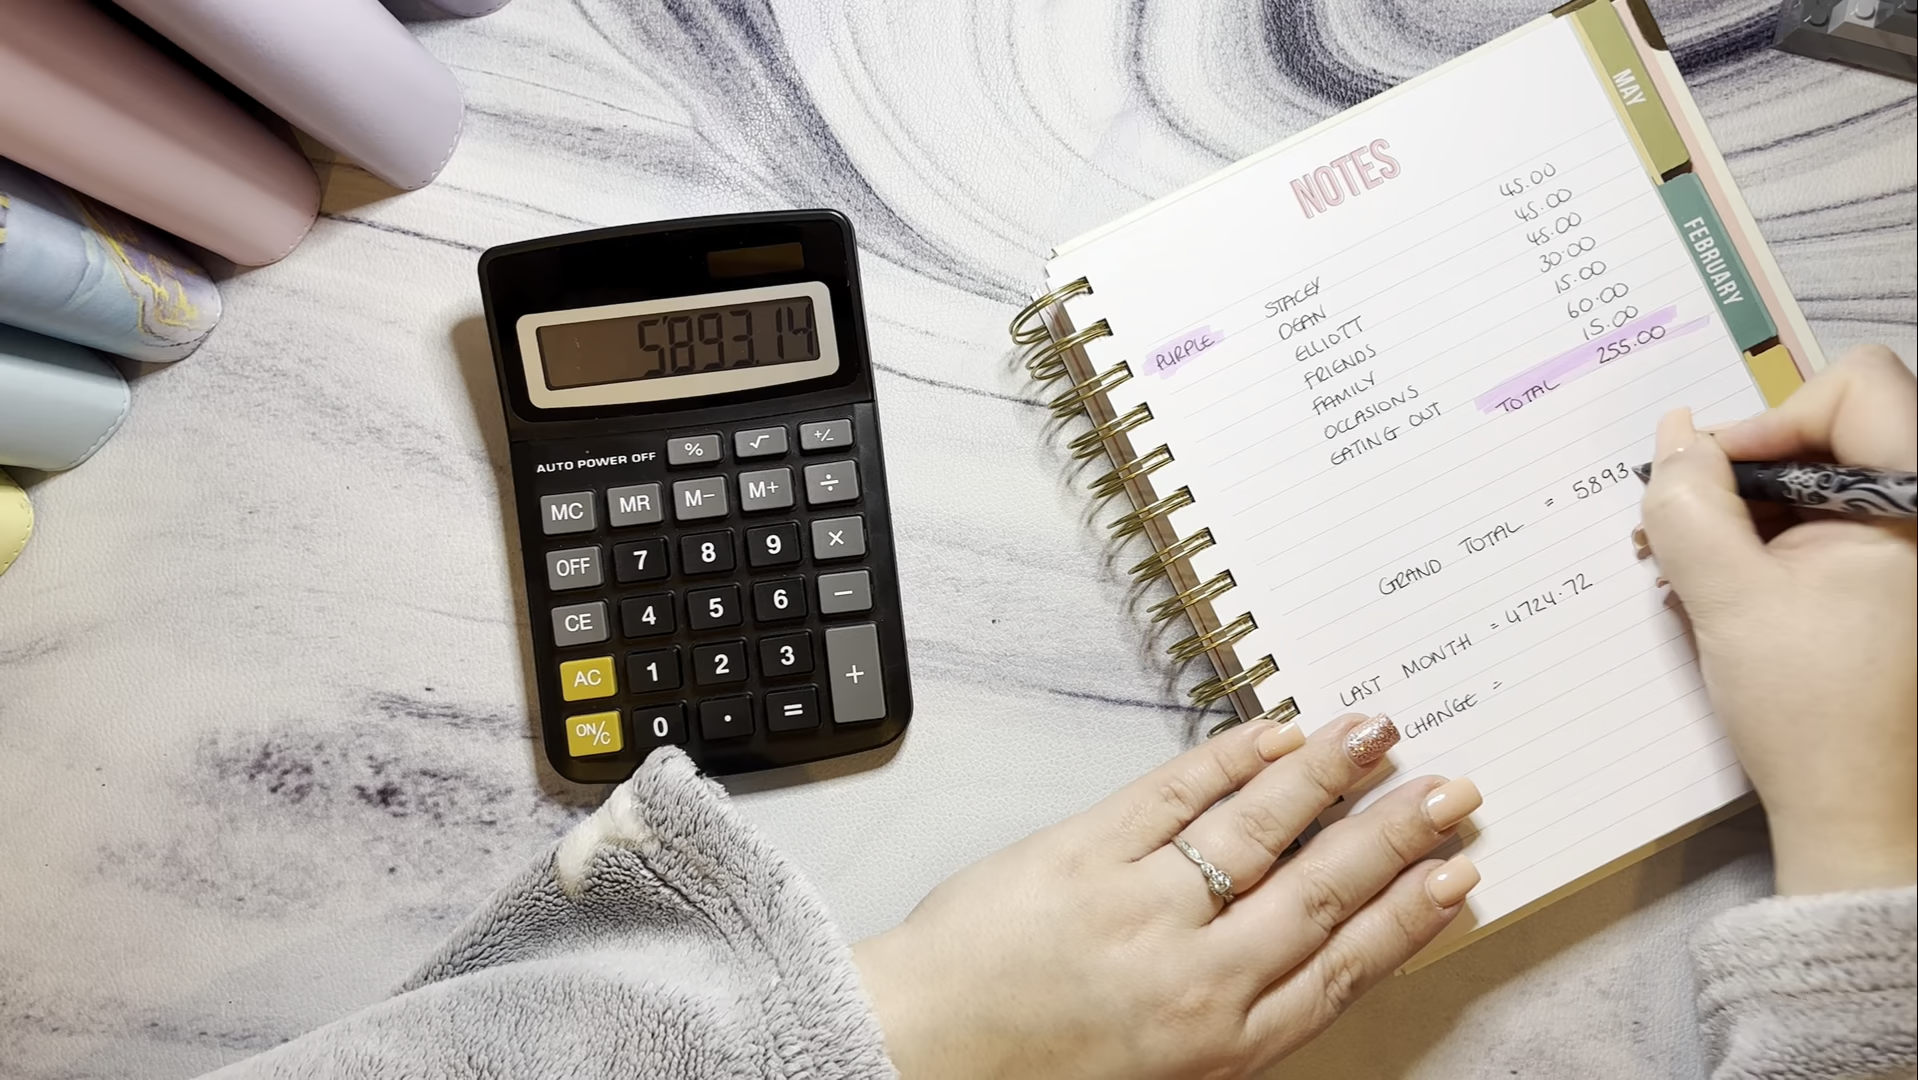 5'893.14
AUTO POWER OFF % √ +/−
MC MR M− M+ ÷
OFF 7 8 9 ×
CE 4 5 6 −
AC 1 2 3 +
ON/C 0 · =
NOTES
PURPLE STACEY 45.00
DEAN 45.00
ELLIOTT 45.00
FRIENDS 30.00
FAMILY 15.00
OCCASIONS 60.00
EATING OUT 15.00
TOTAL 255.00
GRAND TOTAL = 5893
LAST MONTH = 4724.72
CHANGE =
MAY
FEBRUARY